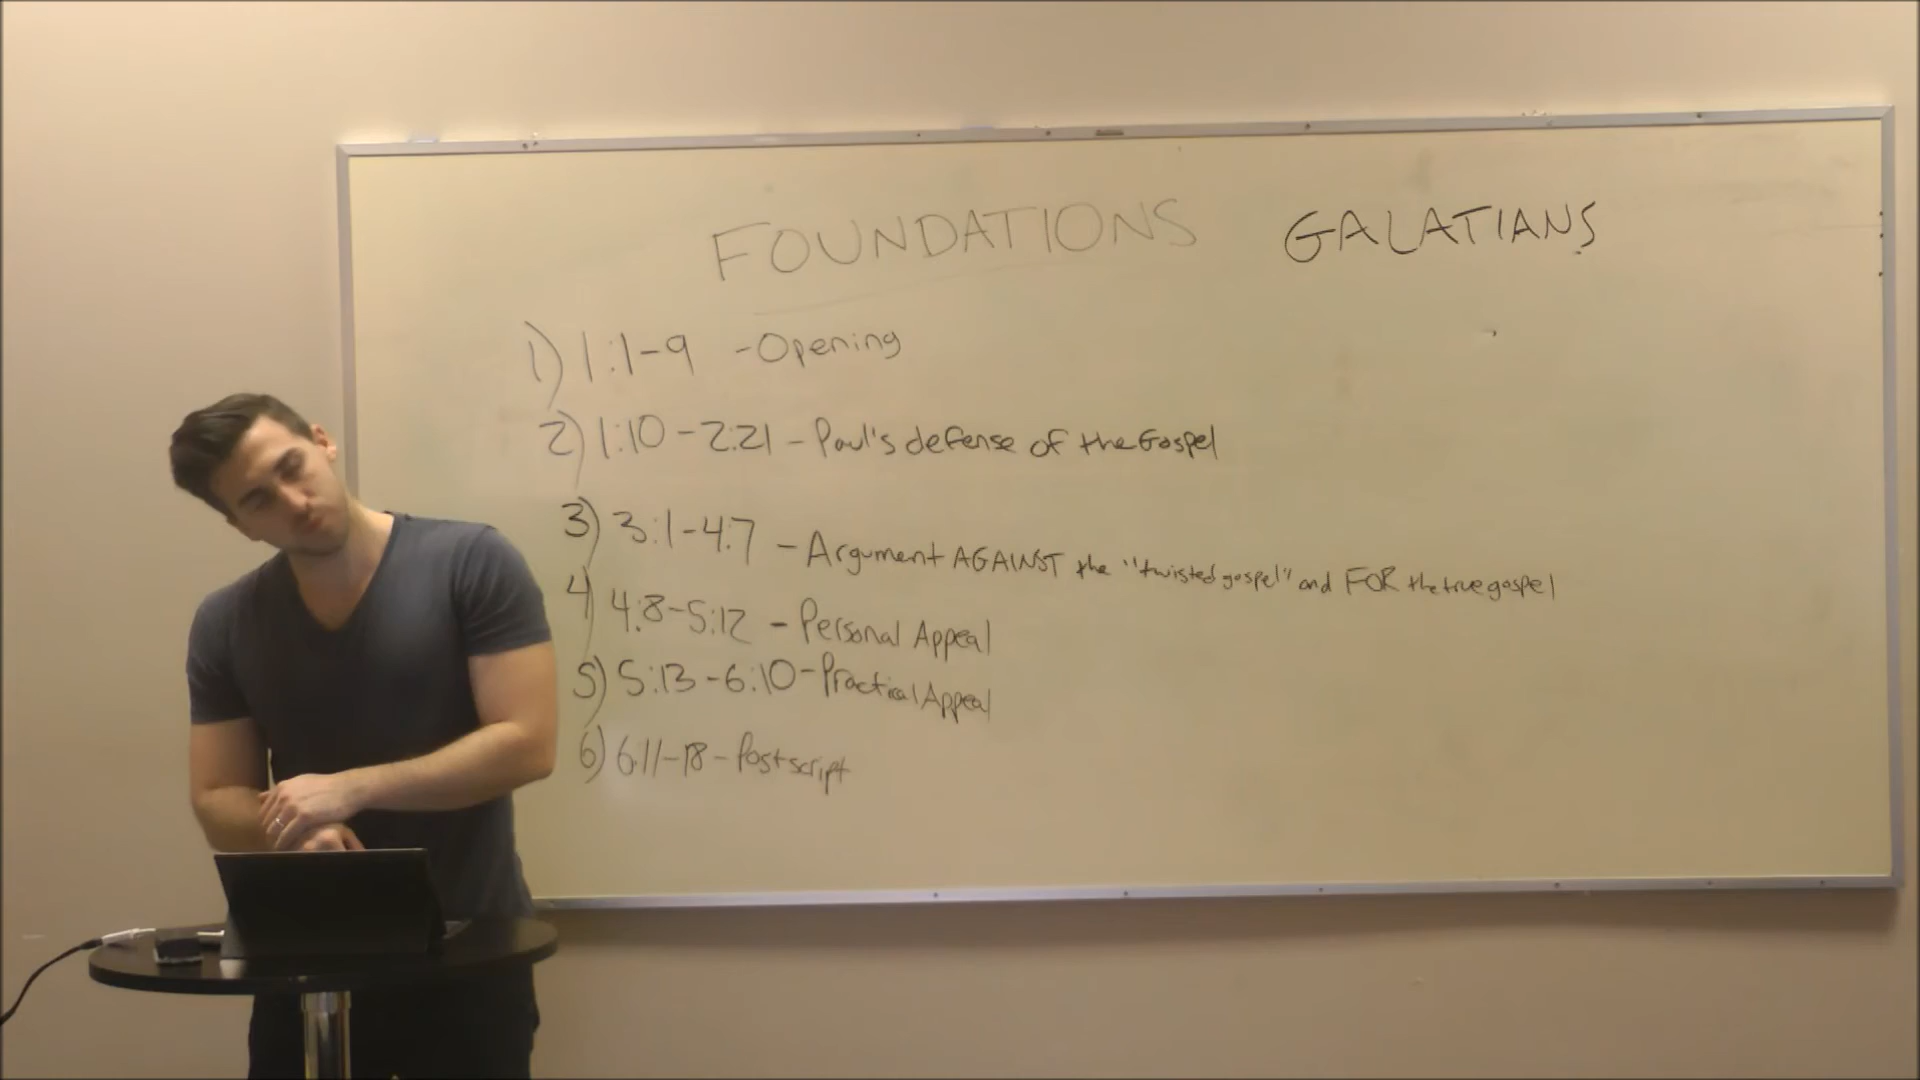 FOUNDATIONS GALATIANS
1) 1:1-9 - Opening
2) 1:10-2:21 - Paul's defense of the Gospel
3) 3:1-4:7 - Argument AGAINST the "twisted gospel" and FOR the true gospel
4) 4:8-5:12 - Personal Appeal
5) 5:13-6:10 - Practical Appeal
6) 6:11-18 - Postscript